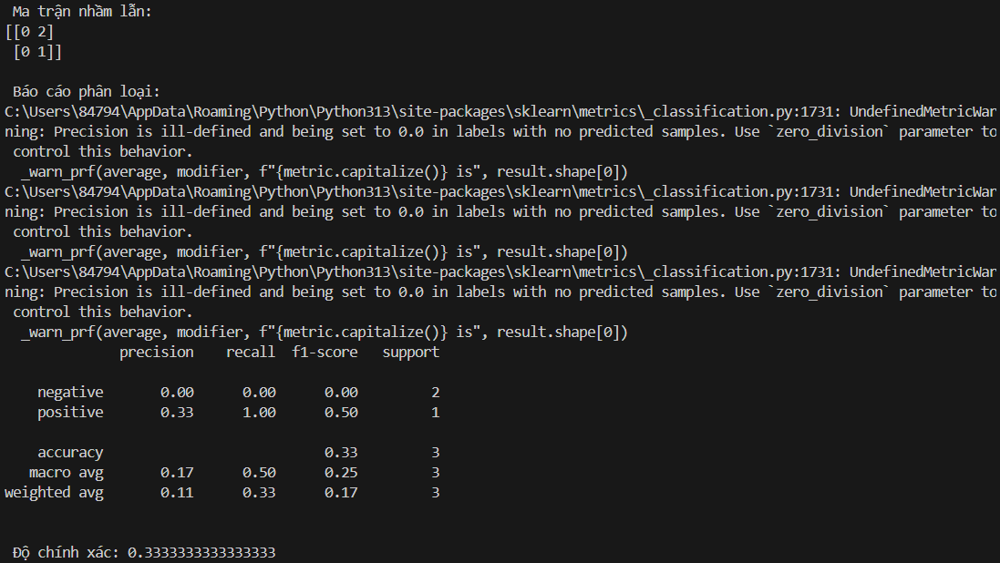 Ma trận nhầm lẫn:
[[0 2]
 [0 1]]
Báo cáo phân loại:
C:\Users\84794\AppData\Roaming\Python\Python313\site-packages\sklearn\metrics\_classification.py:1731: UndefinedMetricWar
ning: Precision is ill-defined and being set to 0.0 in labels with no predicted samples. Use `zero_division` parameter to
 control this behavior.
  _warn_prf(average, modifier, f"{metric.capitalize()} is", result.shape[0])
C:\Users\84794\AppData\Roaming\Python\Python313\site-packages\sklearn\metrics\_classification.py:1731: UndefinedMetricWar
ning: Precision is ill-defined and being set to 0.0 in labels with no predicted samples. Use `zero_division` parameter to
 control this behavior.
  _warn_prf(average, modifier, f"{metric.capitalize()} is", result.shape[0])
C:\Users\84794\AppData\Roaming\Python\Python313\site-packages\sklearn\metrics\_classification.py:1731: UndefinedMetricWar
ning: Precision is ill-defined and being set to 0.0 in labels with no predicted samples. Use `zero_division` parameter to
 control this behavior.
  _warn_prf(average, modifier, f"{metric.capitalize()} is", result.shape[0])
              precision    recall  f1-score   support
    negative       0.00      0.00      0.00         2
    positive       0.33      1.00      0.50         1
    accuracy                           0.33         3
   macro avg       0.17      0.50      0.25         3
weighted avg       0.11      0.33      0.17         3
Độ chính xác: 0.3333333333333333